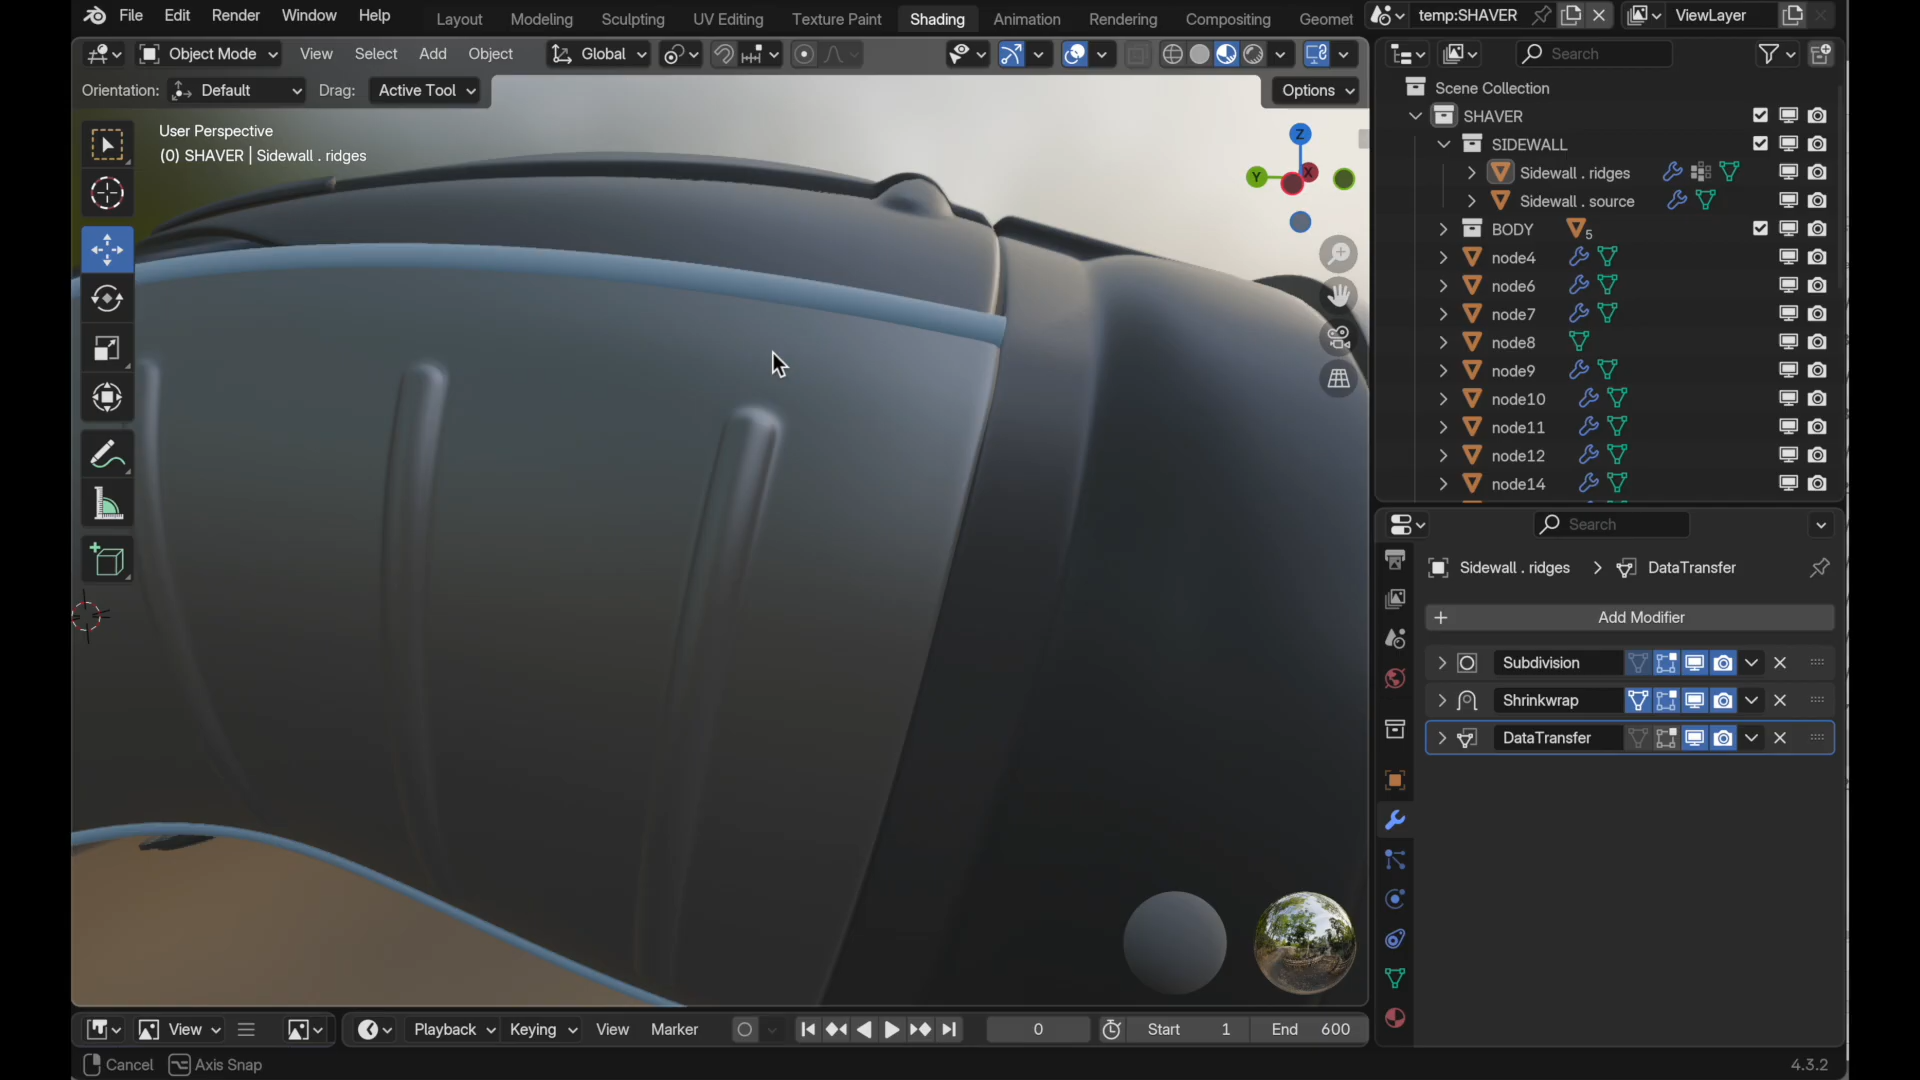 File Edit Render Window Help Layout Modeling Sculpting UV Editing Texture Paint Shading Animation Rendering Compositing Geomet temp:SHAVER ViewLayer
Object Mode View Select Add Object Global Search
Orientation: Default Drag: Active Tool Options
Scene Collection
SHAVER
SIDEWALL
Sidewall . ridges
Sidewall . source
BODY 5
node4
node6
node7
node8
node9
node10
node11
node12
node14
User Perspective
(0) SHAVER | Sidewall . ridges
Z
Y
X
Search
Sidewall . ridges DataTransfer
Add Modifier
Subdivision
Shrinkwrap
DataTransfer
View Playback Keying View Marker 0 Start 1 End 600
Cancel Axis Snap 4.3.2